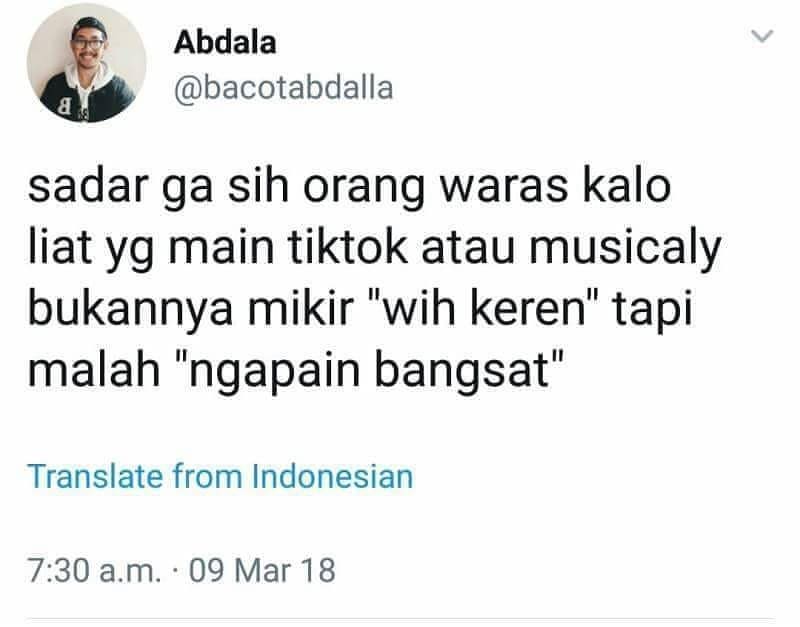 Abdala
@bacotabdalla
sadar ga sih orang waras kalo
liat yg main tiktok atau musicaly
bukannya mikir "wih keren" tapi
malah "ngapain bangsat"
Translate from Indonesian
7:30 a.m. · 09 Mar 18